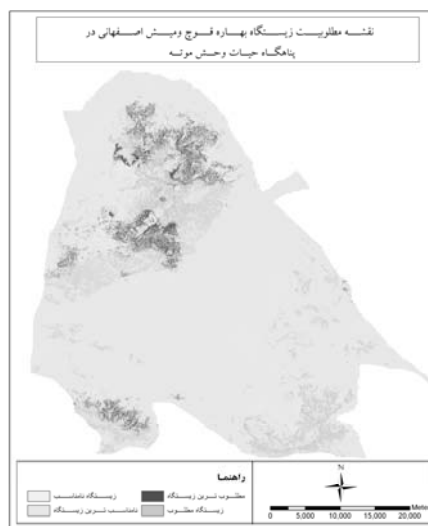 نقشه مطلوبیت زیستگاه بهاره قوچ ومیش اصفهانی در
پناهگاه حیات وحش موته
N
راهنما
مطلوب ترین زیستگاه
زیستگاه نامناسب
زیستگاه مطلوب
نامناسب ترین زیستگاه
0 5,000 10,000 15,000 20,000